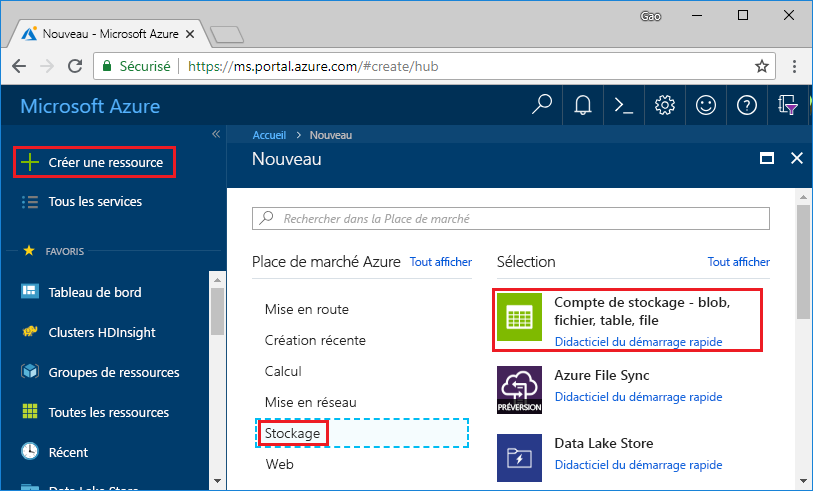 Gao
Nouveau - Microsoft Azure
Sécurisé
https://ms.portal.azure.com/#create/hub
Microsoft Azure
Accueil > Nouveau
Nouveau
Créer une ressource
Tous les services
FAVORIS
Tableau de bord
Clusters HDInsight
Groupes de ressources
Toutes les ressources
Récent
Data Lake Store
Rechercher dans la Place de marché
Place de marché Azure Tout afficher
Mise en route
Création récente
Calcul
Mise en réseau
Stockage
Web
Sélection Tout afficher
Compte de stockage - blob,
fichier, table, file
Didacticiel du démarrage rapide
PRÉVERSION
Azure File Sync
Didacticiel du démarrage rapide
Data Lake Store
Didacticiel du démarrage rapide